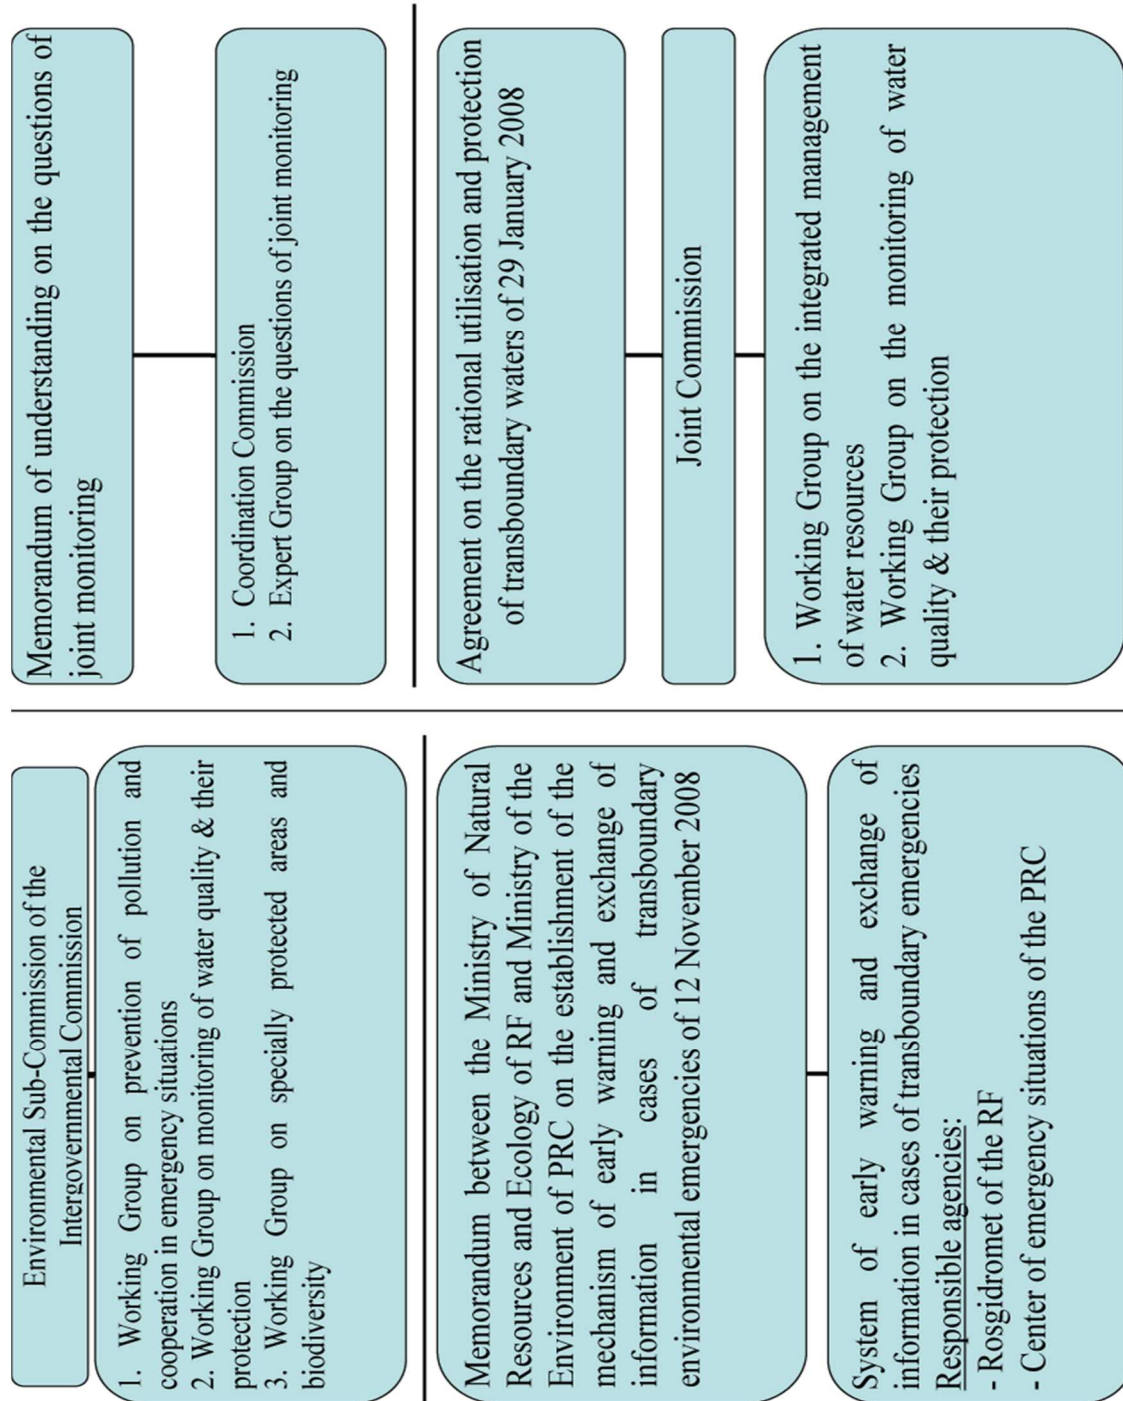 Environmental Sub-Commission of the
Intergovernmental Commission
1. Working Group on prevention of pollution and
cooperation in emergency situations
2. Working Group on monitoring of water quality & their
protection
3. Working Group on specially protected areas and
biodiversity
Memorandum between the Ministry of Natural
Resources and Ecology of RF and Ministry of the
Environment of PRC on the establishment of the
mechanism of early warning and exchange of
information in cases of transboundary
environmental emergencies of 12 November 2008
System of early warning and exchange of
information in cases of transboundary emergencies
Responsible agencies:
- Rosgidromet of the RF
- Center of emergency situations of the PRC
Memorandum of understanding on the questions of
joint monitoring
1. Coordination Commission
2. Expert Group on the questions of joint monitoring
Agreement on the rational utilisation and protection
of transboundary waters of 29 January 2008
Joint Commission
1. Working Group on the integrated management
of water resources
2. Working Group on the monitoring of water
quality & their protection